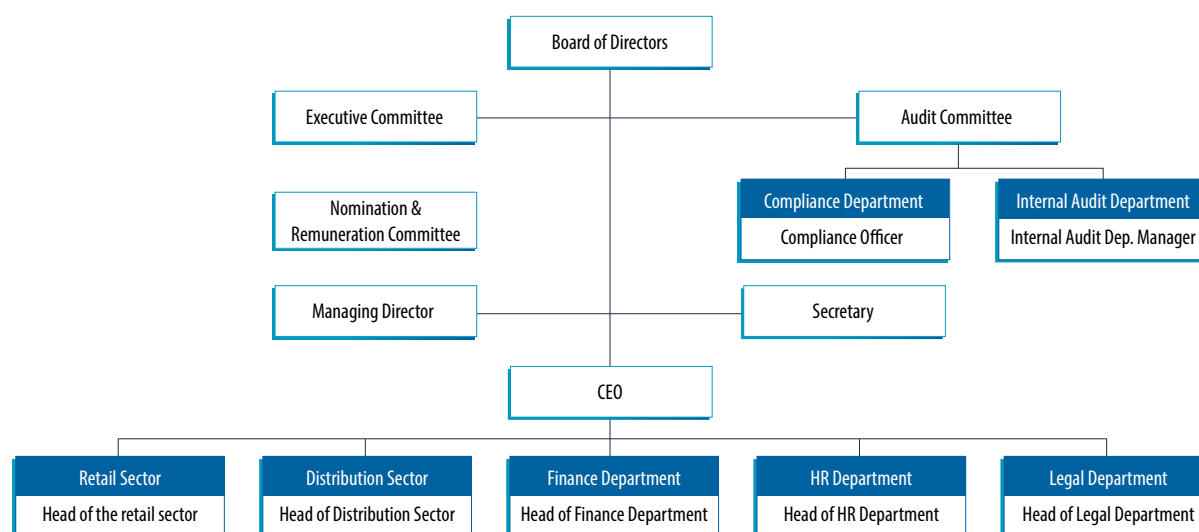 Board of Directors
Executive Committee
Audit Committee
Compliance Department
Compliance Officer
Internal Audit Department
Internal Audit Dep. Manager
Nomination &
Remuneration Committee
Managing Director
Secretary
CEO
Retail Sector
Head of the retail sector
Distribution Sector
Head of Distribution Sector
Finance Department
Head of Finance Department
HR Department
Head of HR Department
Legal Department
Head of Legal Department